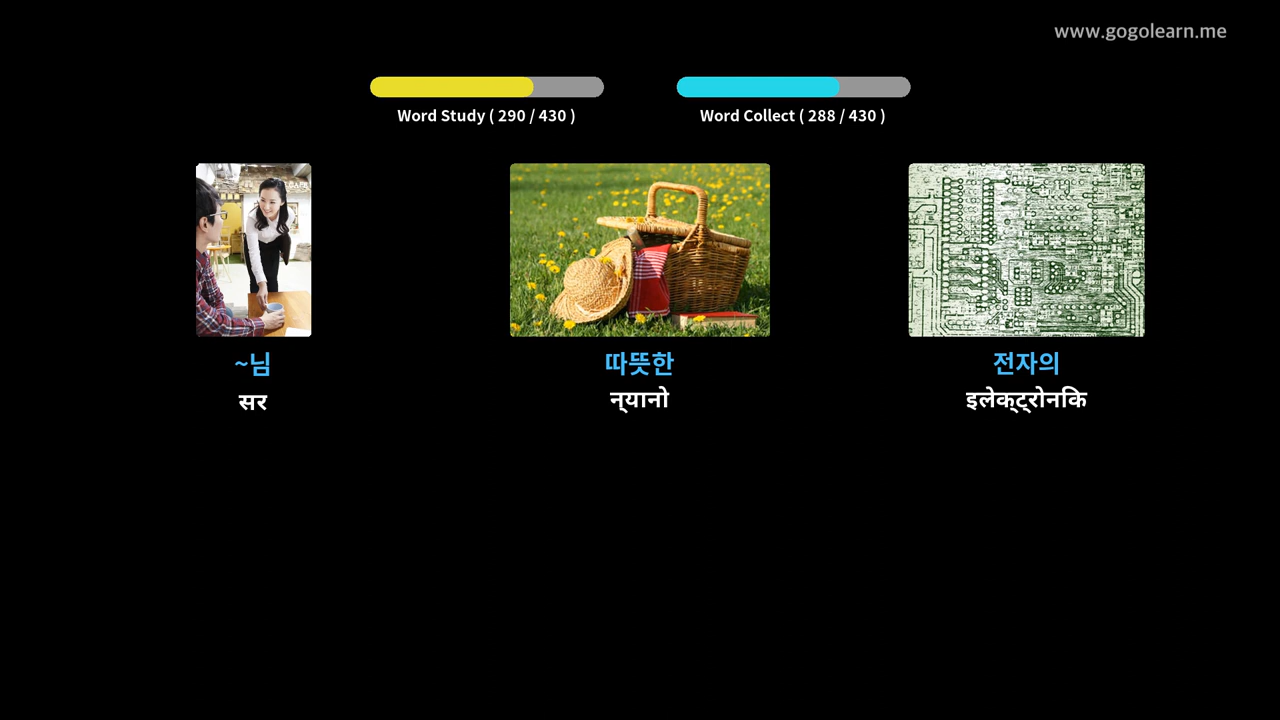 www.gogolearn.me
Word Study ( 290 / 430 )
Word Collect ( 288 / 430 )
~님
सर
따뜻한
न्यानो
전자의
इलेक्ट्रोनकि